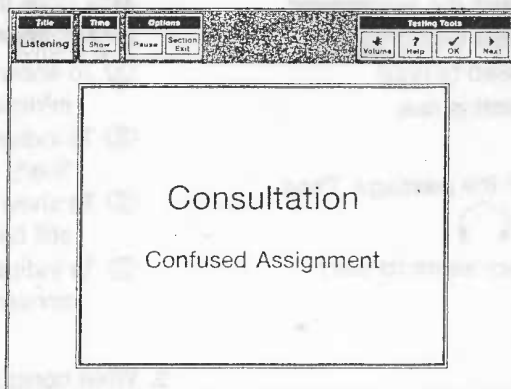 Title Time Options Testing Tools
Listening Show Pause Section Exit Volume Help OK Next
Consultation
Confused Assignment